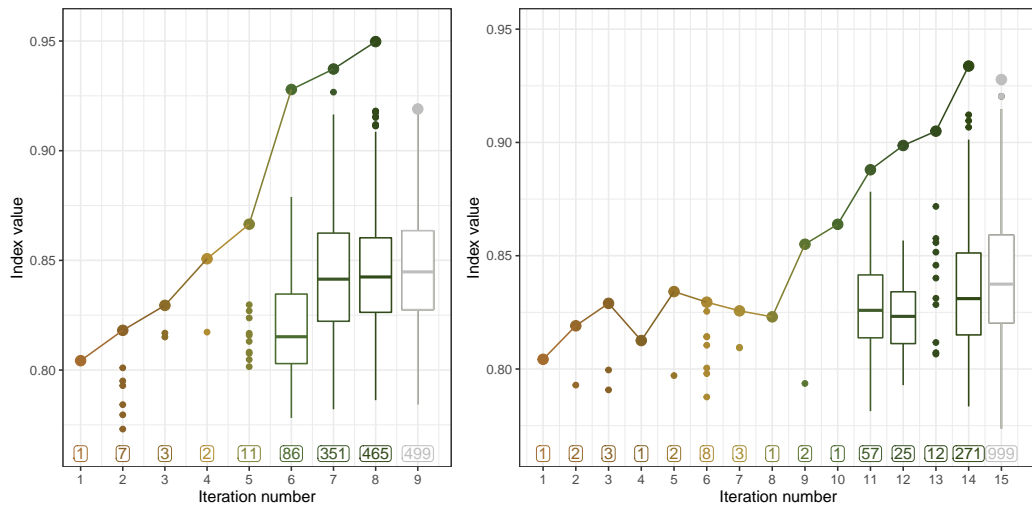 0.95
0.90
0.85
0.80
Index value
1 7 3 2 11 86 351 465 499
1 2 3 4 5 6 7 8 9
Iteration number
0.95
0.90
0.85
0.80
Index value
1 2 3 1 2 8 3 1 2 1 57 25 12 271 999
1 2 3 4 5 6 7 8 9 10 11 12 13 14 15
Iteration number